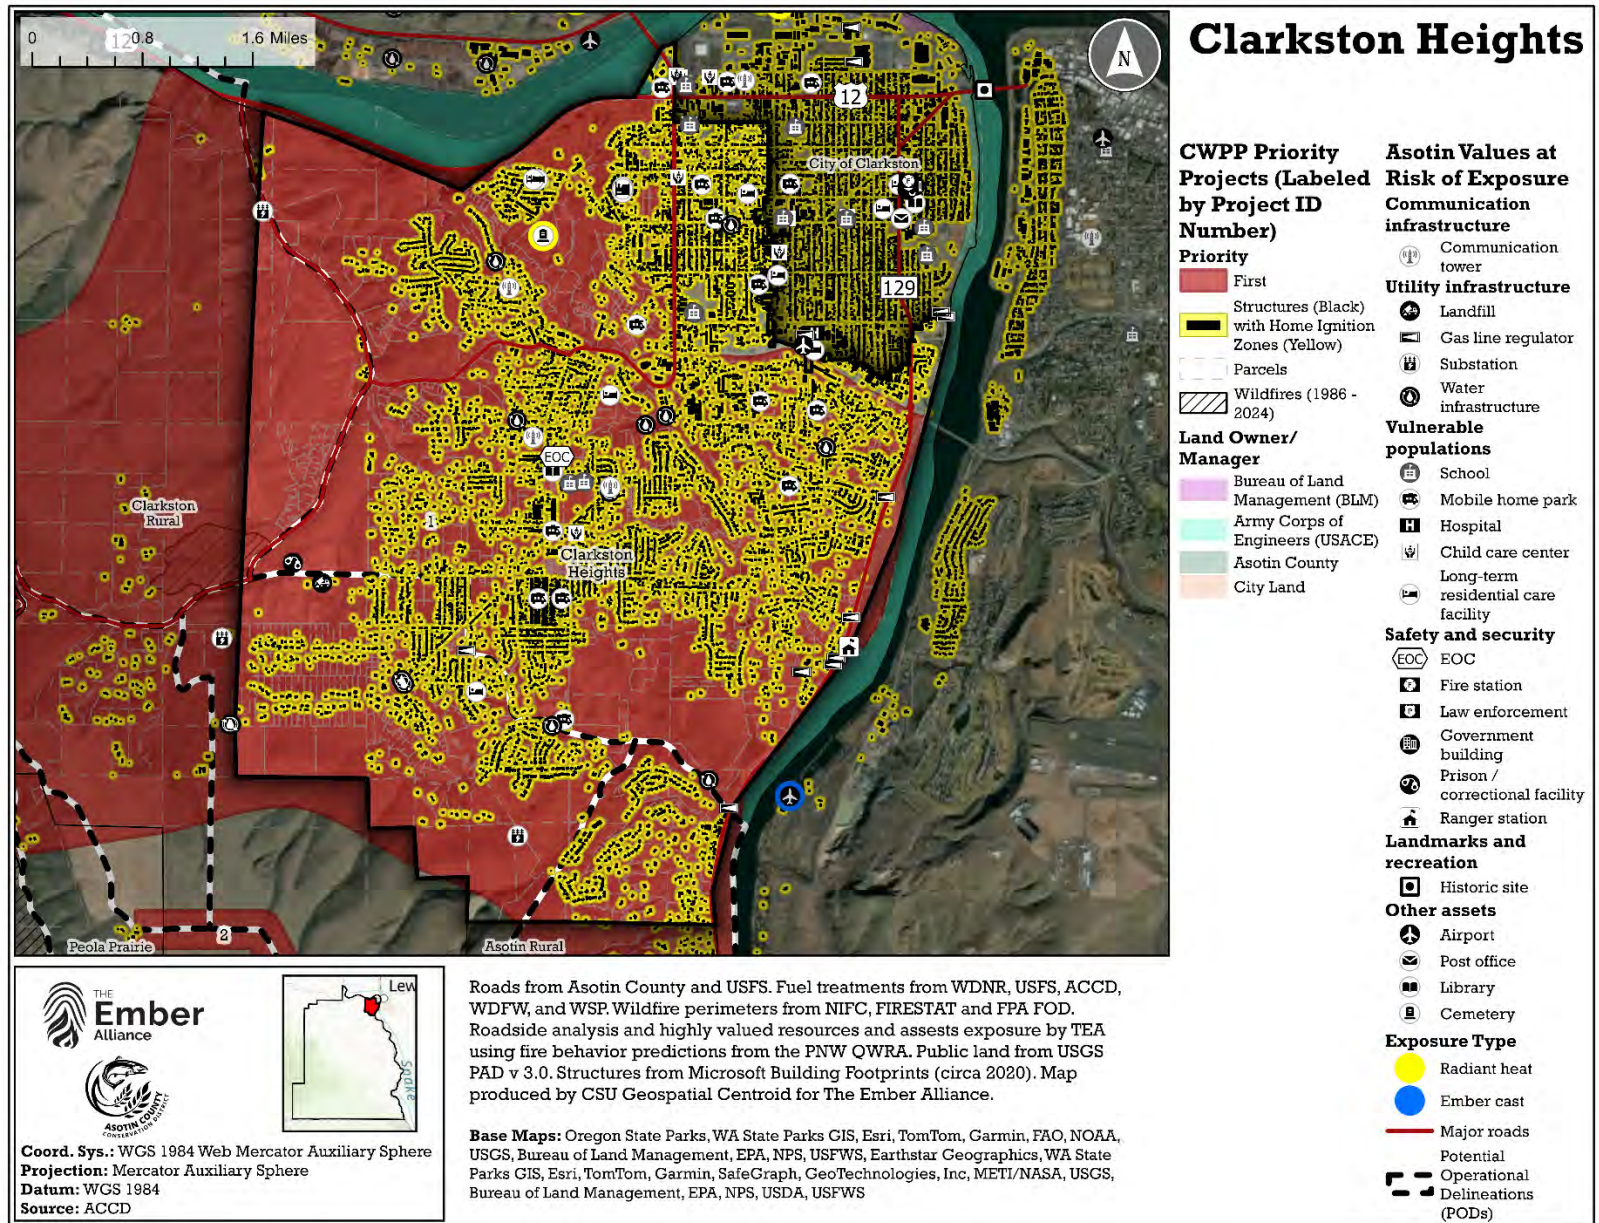 Clarkston Heights
0
0.8
1.6 Miles
12
N
12
City of Clarkston
129
Clarkston
Rural
EOC
1
Clarkston
Heights
2
Peola Prairie
Asotin Rural
CWPP Priority
Projects (Labeled
by Project ID
Number)
Priority
First
Structures (Black)
with Home Ignition
Zones (Yellow)
Parcels
Wildfires (1986 -
2024)
Land Owner/
Manager
Bureau of Land
Management (BLM)
Army Corps of
Engineers (USACE)
Asotin County
City Land
Asotin Values at
Risk of Exposure
Communication
infrastructure
Communication
tower
Utility infrastructure
Landfill
Gas line regulator
Substation
Water
infrastructure
Vulnerable
populations
School
Mobile home park
H Hospital
Child care center
Long-term
residential care
facility
Safety and security
EOC EOC
Fire station
Law enforcement
Government
building
Prison /
correctional facility
Ranger station
Landmarks and
recreation
Historic site
Other assets
Airport
Post office
Library
Cemetery
Exposure Type
Radiant heat
Ember cast
Major roads
Potential
Operational
Delineations
(PODs)
THE
Ember
Alliance
ASOTIN COUNTY
CONSERVATION DISTRICT
Lew
Snake
Coord. Sys.: WGS 1984 Web Mercator Auxiliary Sphere
Projection: Mercator Auxiliary Sphere
Datum: WGS 1984
Source: ACCD
Roads from Asotin County and USFS. Fuel treatments from WDNR, USFS, ACCD,
WDFW, and WSP. Wildfire perimeters from NIFC, FIRESTAT and FPA FOD.
Roadside analysis and highly valued resources and assests exposure by TEA
using fire behavior predictions from the PNW QWRA. Public land from USGS
PAD v 3.0. Structures from Microsoft Building Footprints (circa 2020). Map
produced by CSU Geospatial Centroid for The Ember Alliance.
Base Maps: Oregon State Parks, WA State Parks GIS, Esri, TomTom, Garmin, FAO, NOAA,
USGS, Bureau of Land Management, EPA, NPS, USFWS, Earthstar Geographics, WA State
Parks GIS, Esri, TomTom, Garmin, SafeGraph, GeoTechnologies, Inc, METI/NASA, USGS,
Bureau of Land Management, EPA, NPS, USDA, USFWS